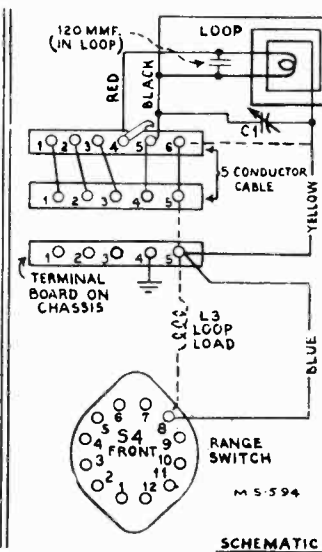 120 MMF.
(IN LOOP)
LOOP
RED
BLACK
C1
1 2 3 4 5 6
5 CONDUCTOR
CABLE
1 2 3 4 5
YELLOW
1 2 3 4 5
TERMINAL
BOARD ON
CHASSIS
L3
LOOP
LOAD
BLUE
6 7
5 8
4 S4 9
3 FRONT 10
2 11
1 12
RANGE
SWITCH
M S-594
SCHEMATIC